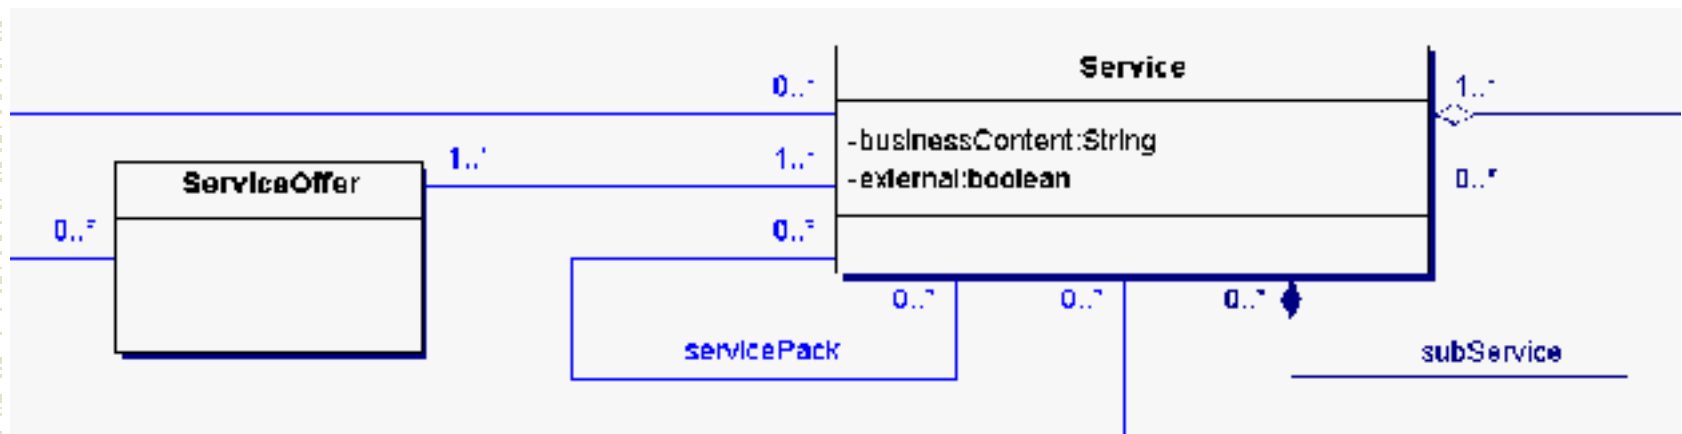 Service
0..*
1..*
-businessContent:String
1..*
1..*
-external:boolean
0..*
ServiceOffer
0..*
0..*
0..*
0..*
0..*
servicePack
subService